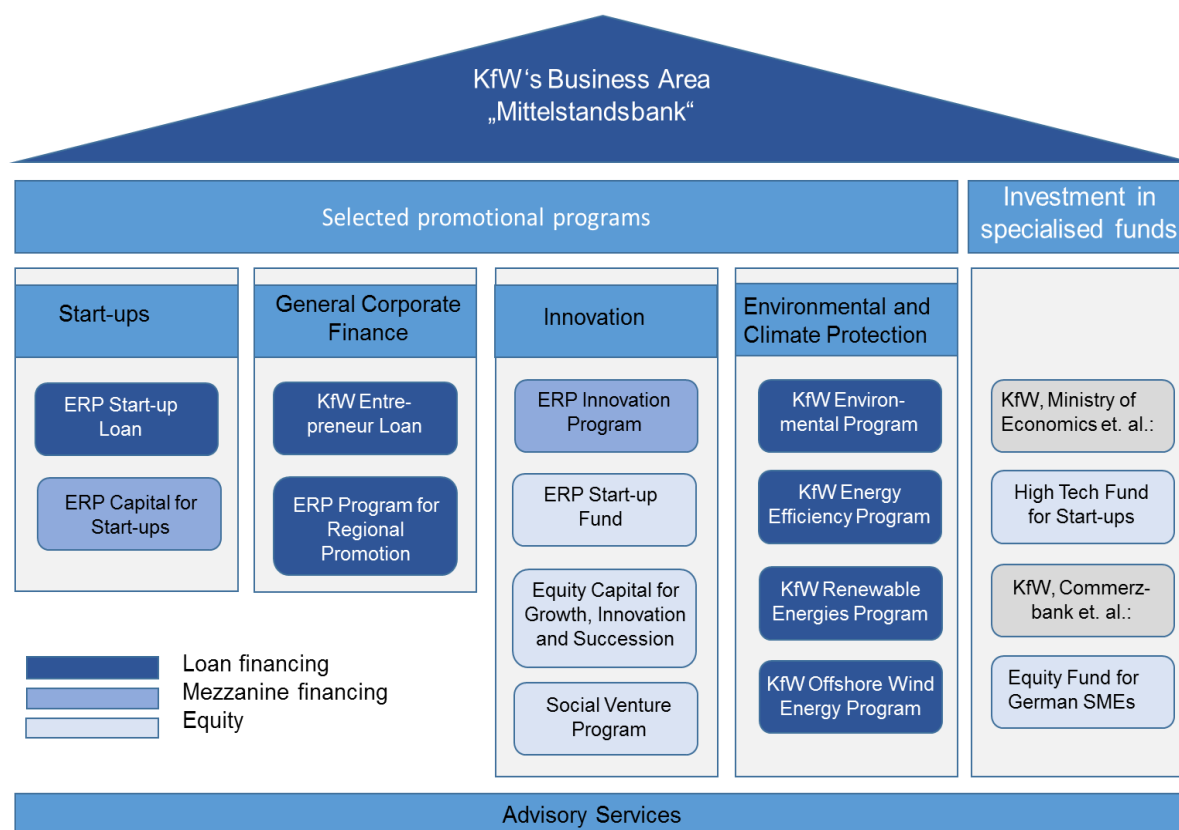 KfW‘s Business Area
„Mittelstandsbank“
Selected promotional programs
Investment in
specialised funds
Start-ups
ERP Start-up
Loan
ERP Capital for
Start-ups
General Corporate
Finance
KfW Entre-
preneur Loan
ERP Program for
Regional
Promotion
Innovation
ERP Innovation
Program
ERP Start-up
Fund
Equity Capital for
Growth, Innovation
and Succession
Social Venture
Program
Environmental and
Climate Protection
KfW Environ-
mental Program
KfW Energy
Efficiency Program
KfW Renewable
Energies Program
KfW Offshore Wind
Energy Program
KfW, Ministry of
Economics et. al.:
High Tech Fund
for Start-ups
KfW, Commerz-
bank et. al.:
Equity Fund for
German SMEs
Loan financing
Mezzanine financing
Equity
Advisory Services